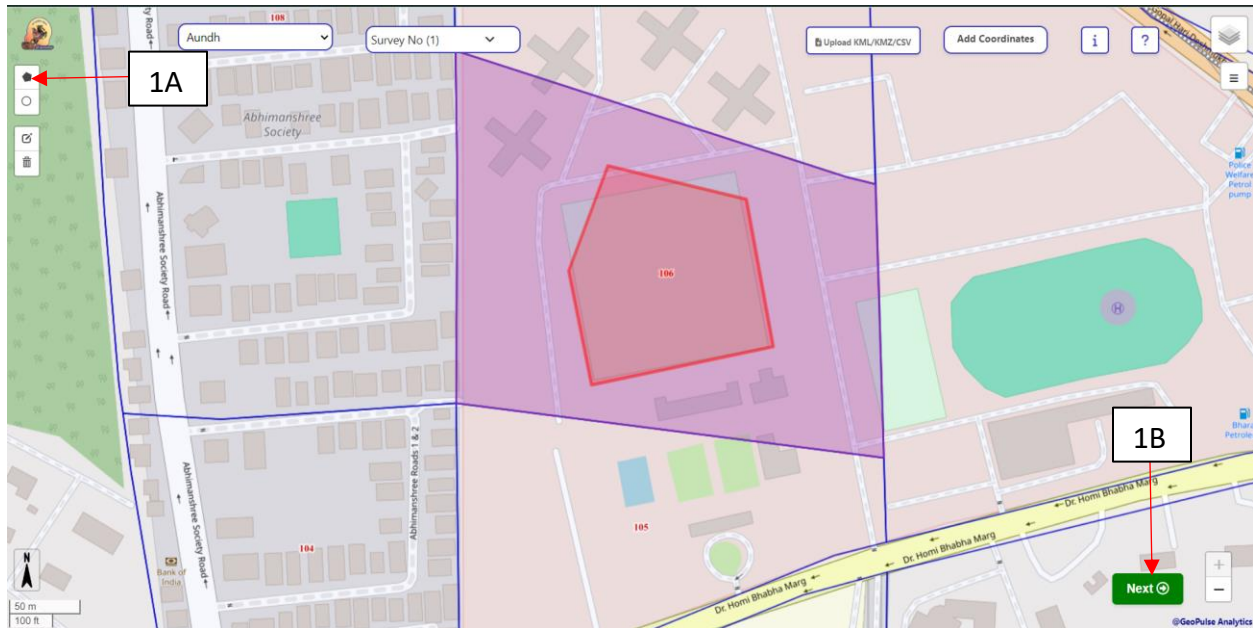 108
Aundh
Survey No (1)
Upload KML/KMZ/CSV
Add Coordinates
i
?
1A
Abhimanshree
Society
Abhimanshree Society Road
Police
Welfare
Petrol
pump
106
H
Abhimanshree Roads 1 & 2
Bhara
Petrole
1B
Abhimanshree Society Road
105
104
Dr. Homi Bhabha Marg
Dr. Homi Bhabha Marg
Dr. Homi Bhabha Marg
Bank of
India
N
Next
+
−
50 m
100 ft
@GeoPulse Analytics